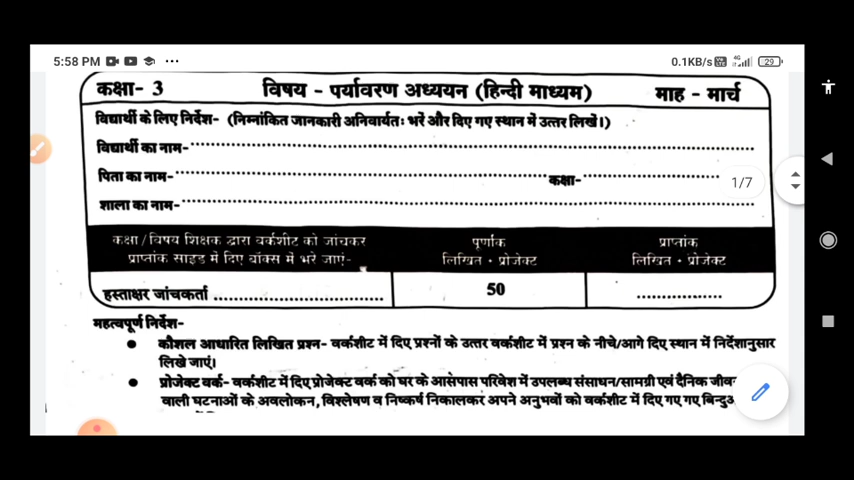 5:58 PM ... 0.1KB/s 4G 29
कक्षा- 3 विषय - पर्यावरण अध्ययन (हिन्दी माध्यम) माह - मार्च
विद्यार्थी के लिए निर्देश- (निम्नांकित जानकारी अनिवार्यतः भरें और दिए गए स्थान में उत्तर लिखें।)
विद्यार्थी का नाम-
पिता का नाम- कक्षा- 1/7
शाला का नाम-
कक्षा/विषय शिक्षक द्वारा वर्कशीट को जांचकर पूर्णांक प्राप्तांक
प्राप्तांक साइड में दिए बॉक्स में भरे जाएं- लिखित • प्रोजेक्ट लिखित • प्रोजेक्ट
हस्ताक्षर जांचकर्ता ................................ 50 ................
महत्वपूर्ण निर्देश-
● कौशल आधारित लिखित प्रश्न- वर्कशीट में दिए प्रश्नों के उत्तर वर्कशीट में प्रश्न के नीचे/आगे दिए स्थान में निर्देशानुसार
लिखे जाएं।
● प्रोजेक्ट वर्क- वर्कशीट में दिए प्रोजेक्ट वर्क को घर के आसपास परिवेश में उपलब्ध संसाधन/सामग्री एवं दैनिक
वाली घटनाओं के अवलोकन, विश्लेषण व निष्कर्ष निकालकर अपने अनुभवों को वर्कशीट में दिए गए गए